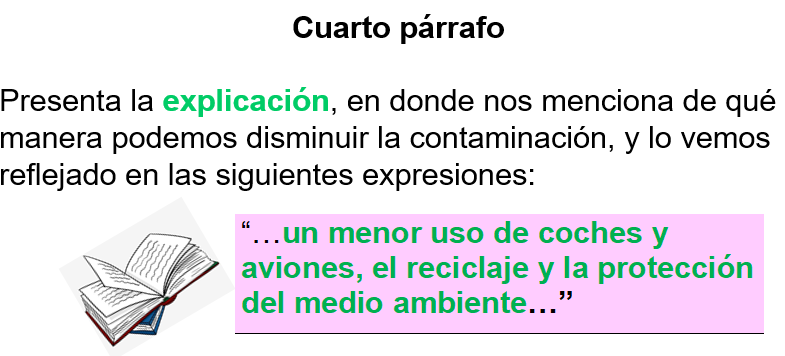 Cuarto párrafo
Presenta la explicación, en donde nos menciona de qué
manera podemos disminuir la contaminación, y lo vemos
reflejado en las siguientes expresiones:
“…un menor uso de coches y
aviones, el reciclaje y la protección
del medio ambiente…”